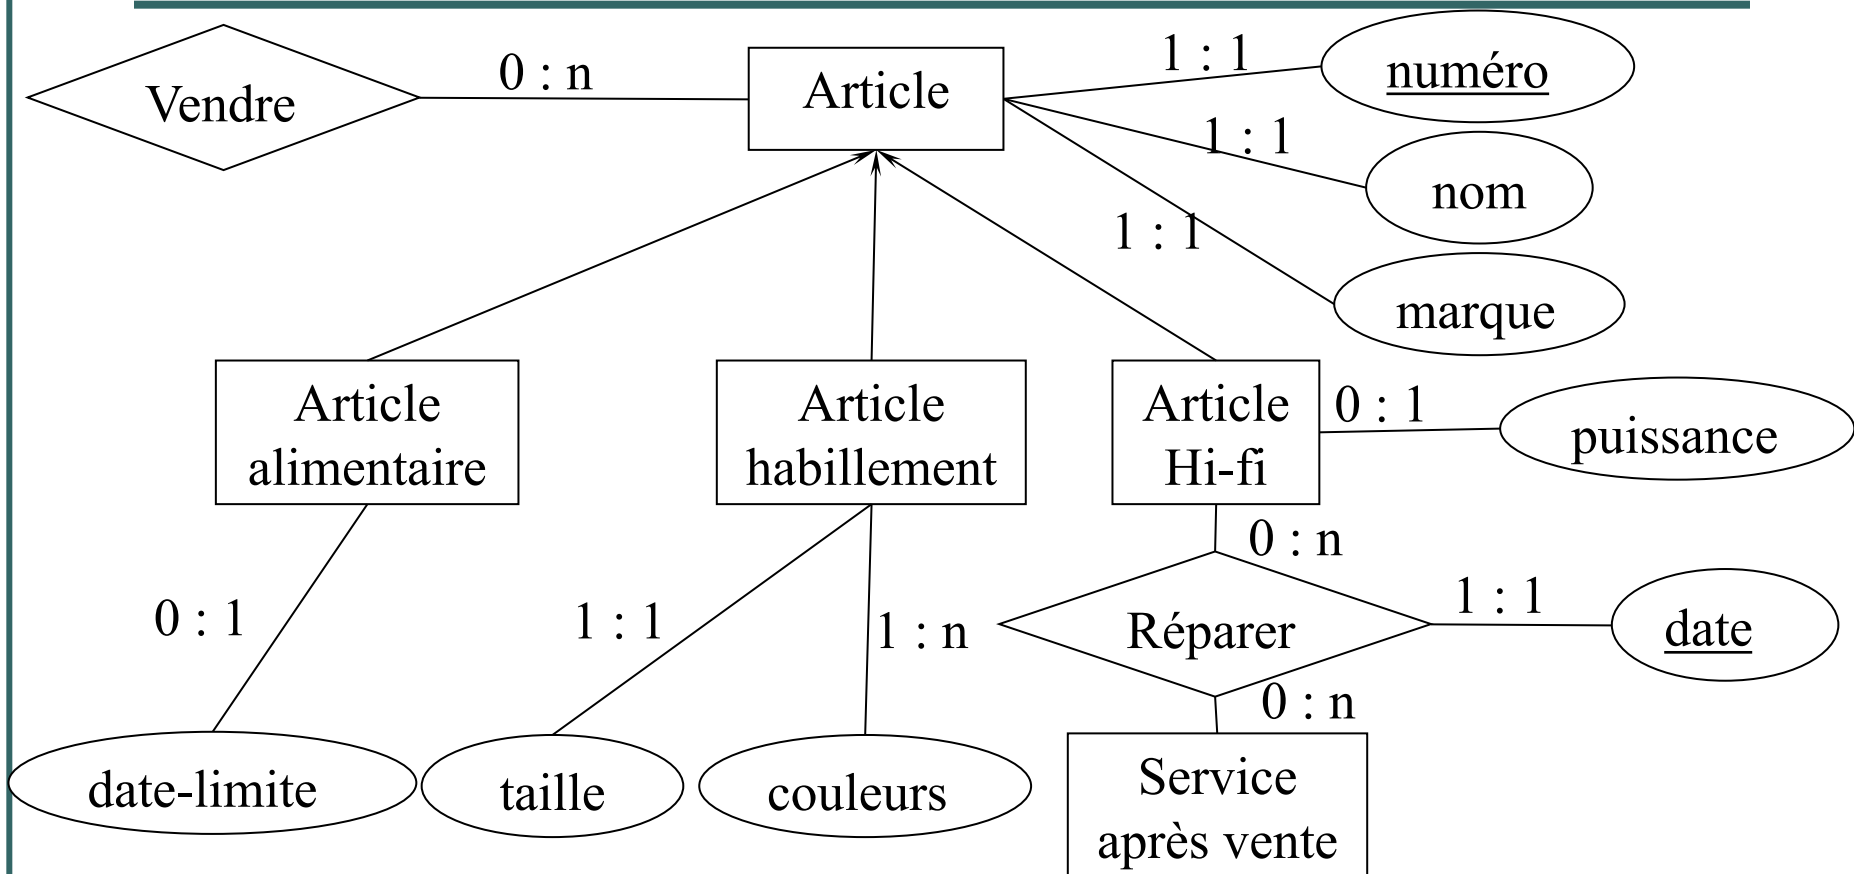 Vendre
0 : n
Article
1 : 1
numéro
1 : 1
nom
1 : 1
marque
Article
alimentaire
Article
habillement
Article
Hi-fi
0 : 1
puissance
0 : n
0 : 1
1 : 1
1 : n
Réparer
1 : 1
date
0 : n
date-limite
taille
couleurs
Service
après vente